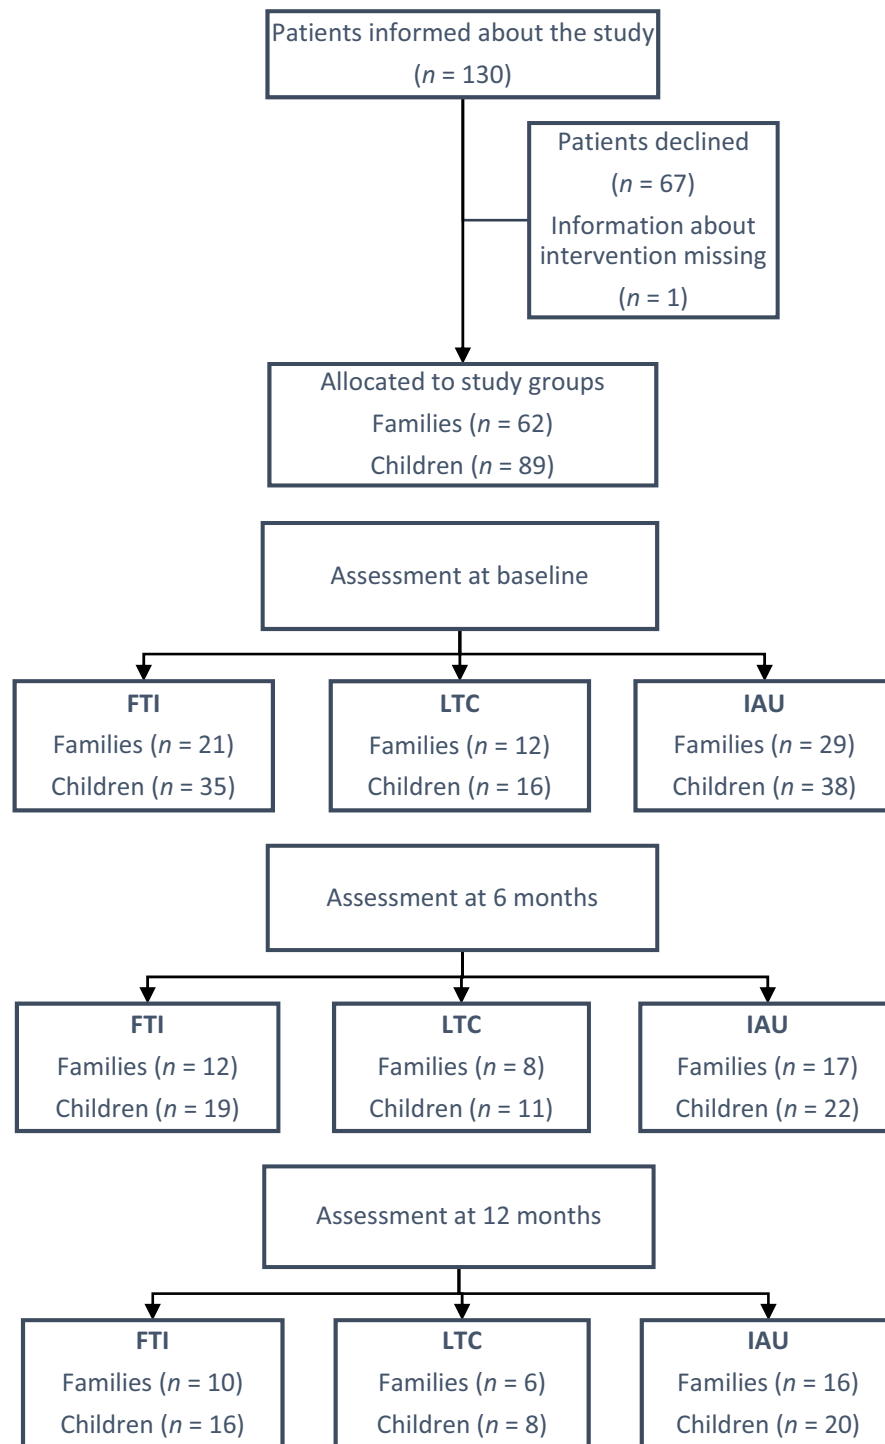 Patients informed about the study
(n = 130)
Patients declined
(n = 67)
Information about
intervention missing
(n = 1)
Allocated to study groups
Families (n = 62)
Children (n = 89)
Assessment at baseline
FTI
Families (n = 21)
Children (n = 35)
LTC
Families (n = 12)
Children (n = 16)
IAU
Families (n = 29)
Children (n = 38)
Assessment at 6 months
FTI
Families (n = 12)
Children (n = 19)
LTC
Families (n = 8)
Children (n = 11)
IAU
Families (n = 17)
Children (n = 22)
Assessment at 12 months
FTI
Families (n = 10)
Children (n = 16)
LTC
Families (n = 6)
Children (n = 8)
IAU
Families (n = 16)
Children (n = 20)